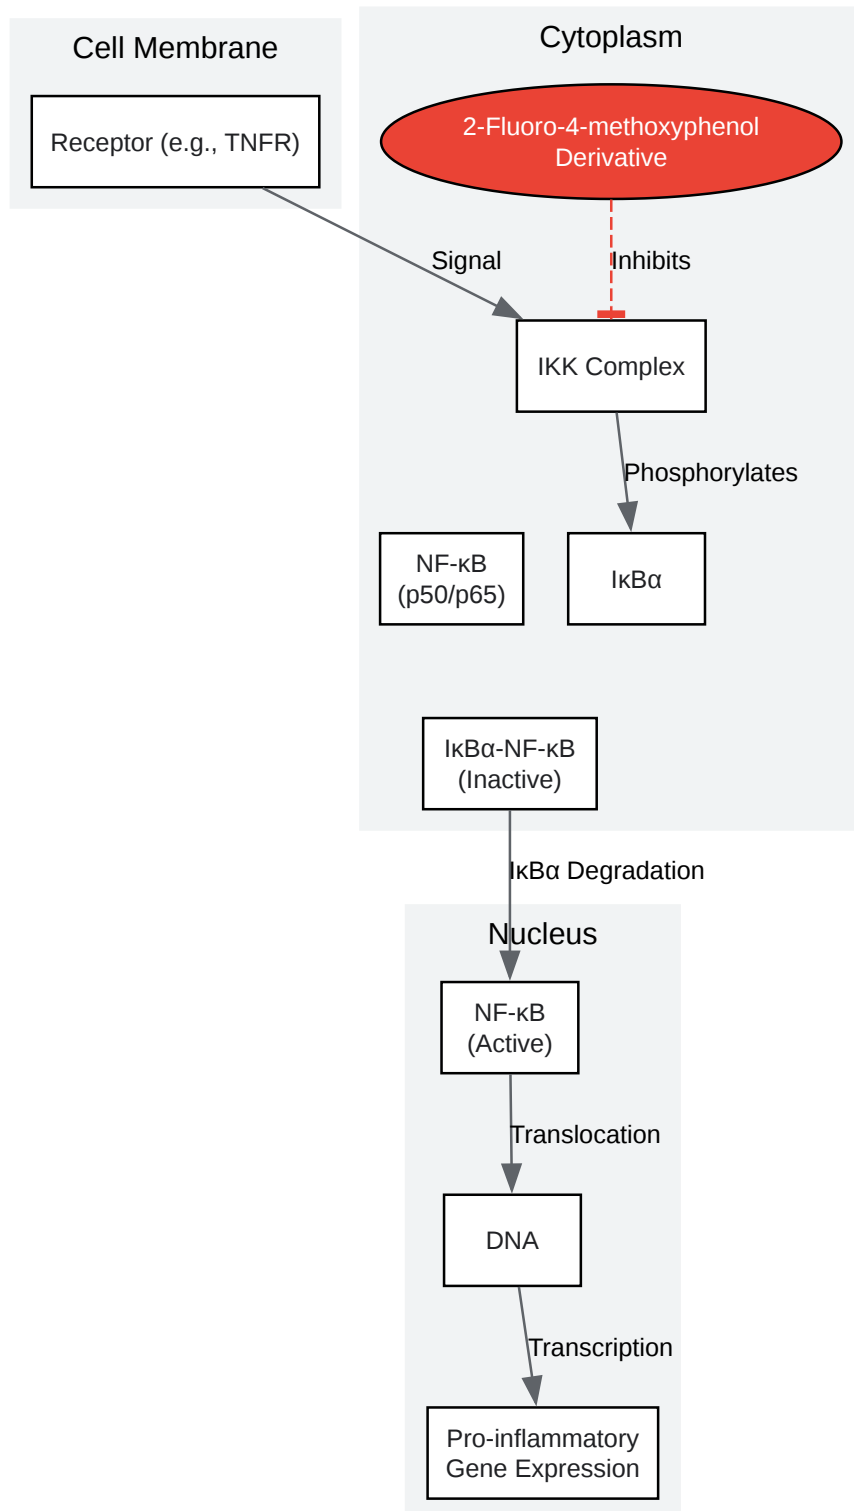 Cell Membrane
Cytoplasm
Receptor (e.g., TNFR)
2-Fluoro-4-methoxyphenol
Derivative
Signal
Inhibits
IKK Complex
Phosphorylates
NF-κB
(p50/p65)
IκBα
IκBα-NF-κB
(Inactive)
IκBα Degradation
Nucleus
NF-κB
(Active)
Translocation
DNA
Transcription
Pro-inflammatory
Gene Expression